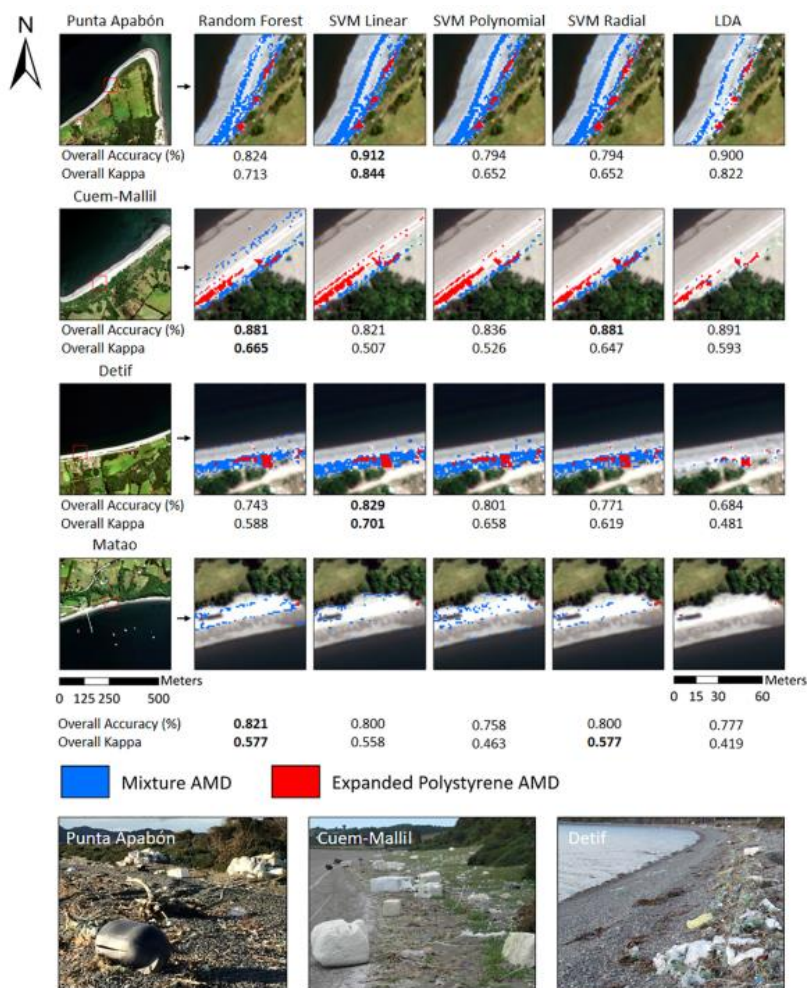 N
Punta Apabón Random Forest SVM Linear SVM Polynomial SVM Radial LDA
Overall Accuracy (%) 0.824 0.912 0.794 0.794 0.900
Overall Kappa 0.713 0.844 0.652 0.652 0.822
Cuem-Mallil
Overall Accuracy (%) 0.881 0.821 0.836 0.881 0.891
Overall Kappa 0.665 0.507 0.526 0.647 0.593
Detif
Overall Accuracy (%) 0.743 0.829 0.801 0.771 0.684
Overall Kappa 0.588 0.701 0.658 0.619 0.481
Matao
Meters Meters
0 125 250 500 0 15 30 60
Overall Accuracy (%) 0.821 0.800 0.758 0.800 0.777
Overall Kappa 0.577 0.558 0.463 0.577 0.419
Mixture AMD Expanded Polystyrene AMD
Punta Apabón Cuem-Mallil Detif